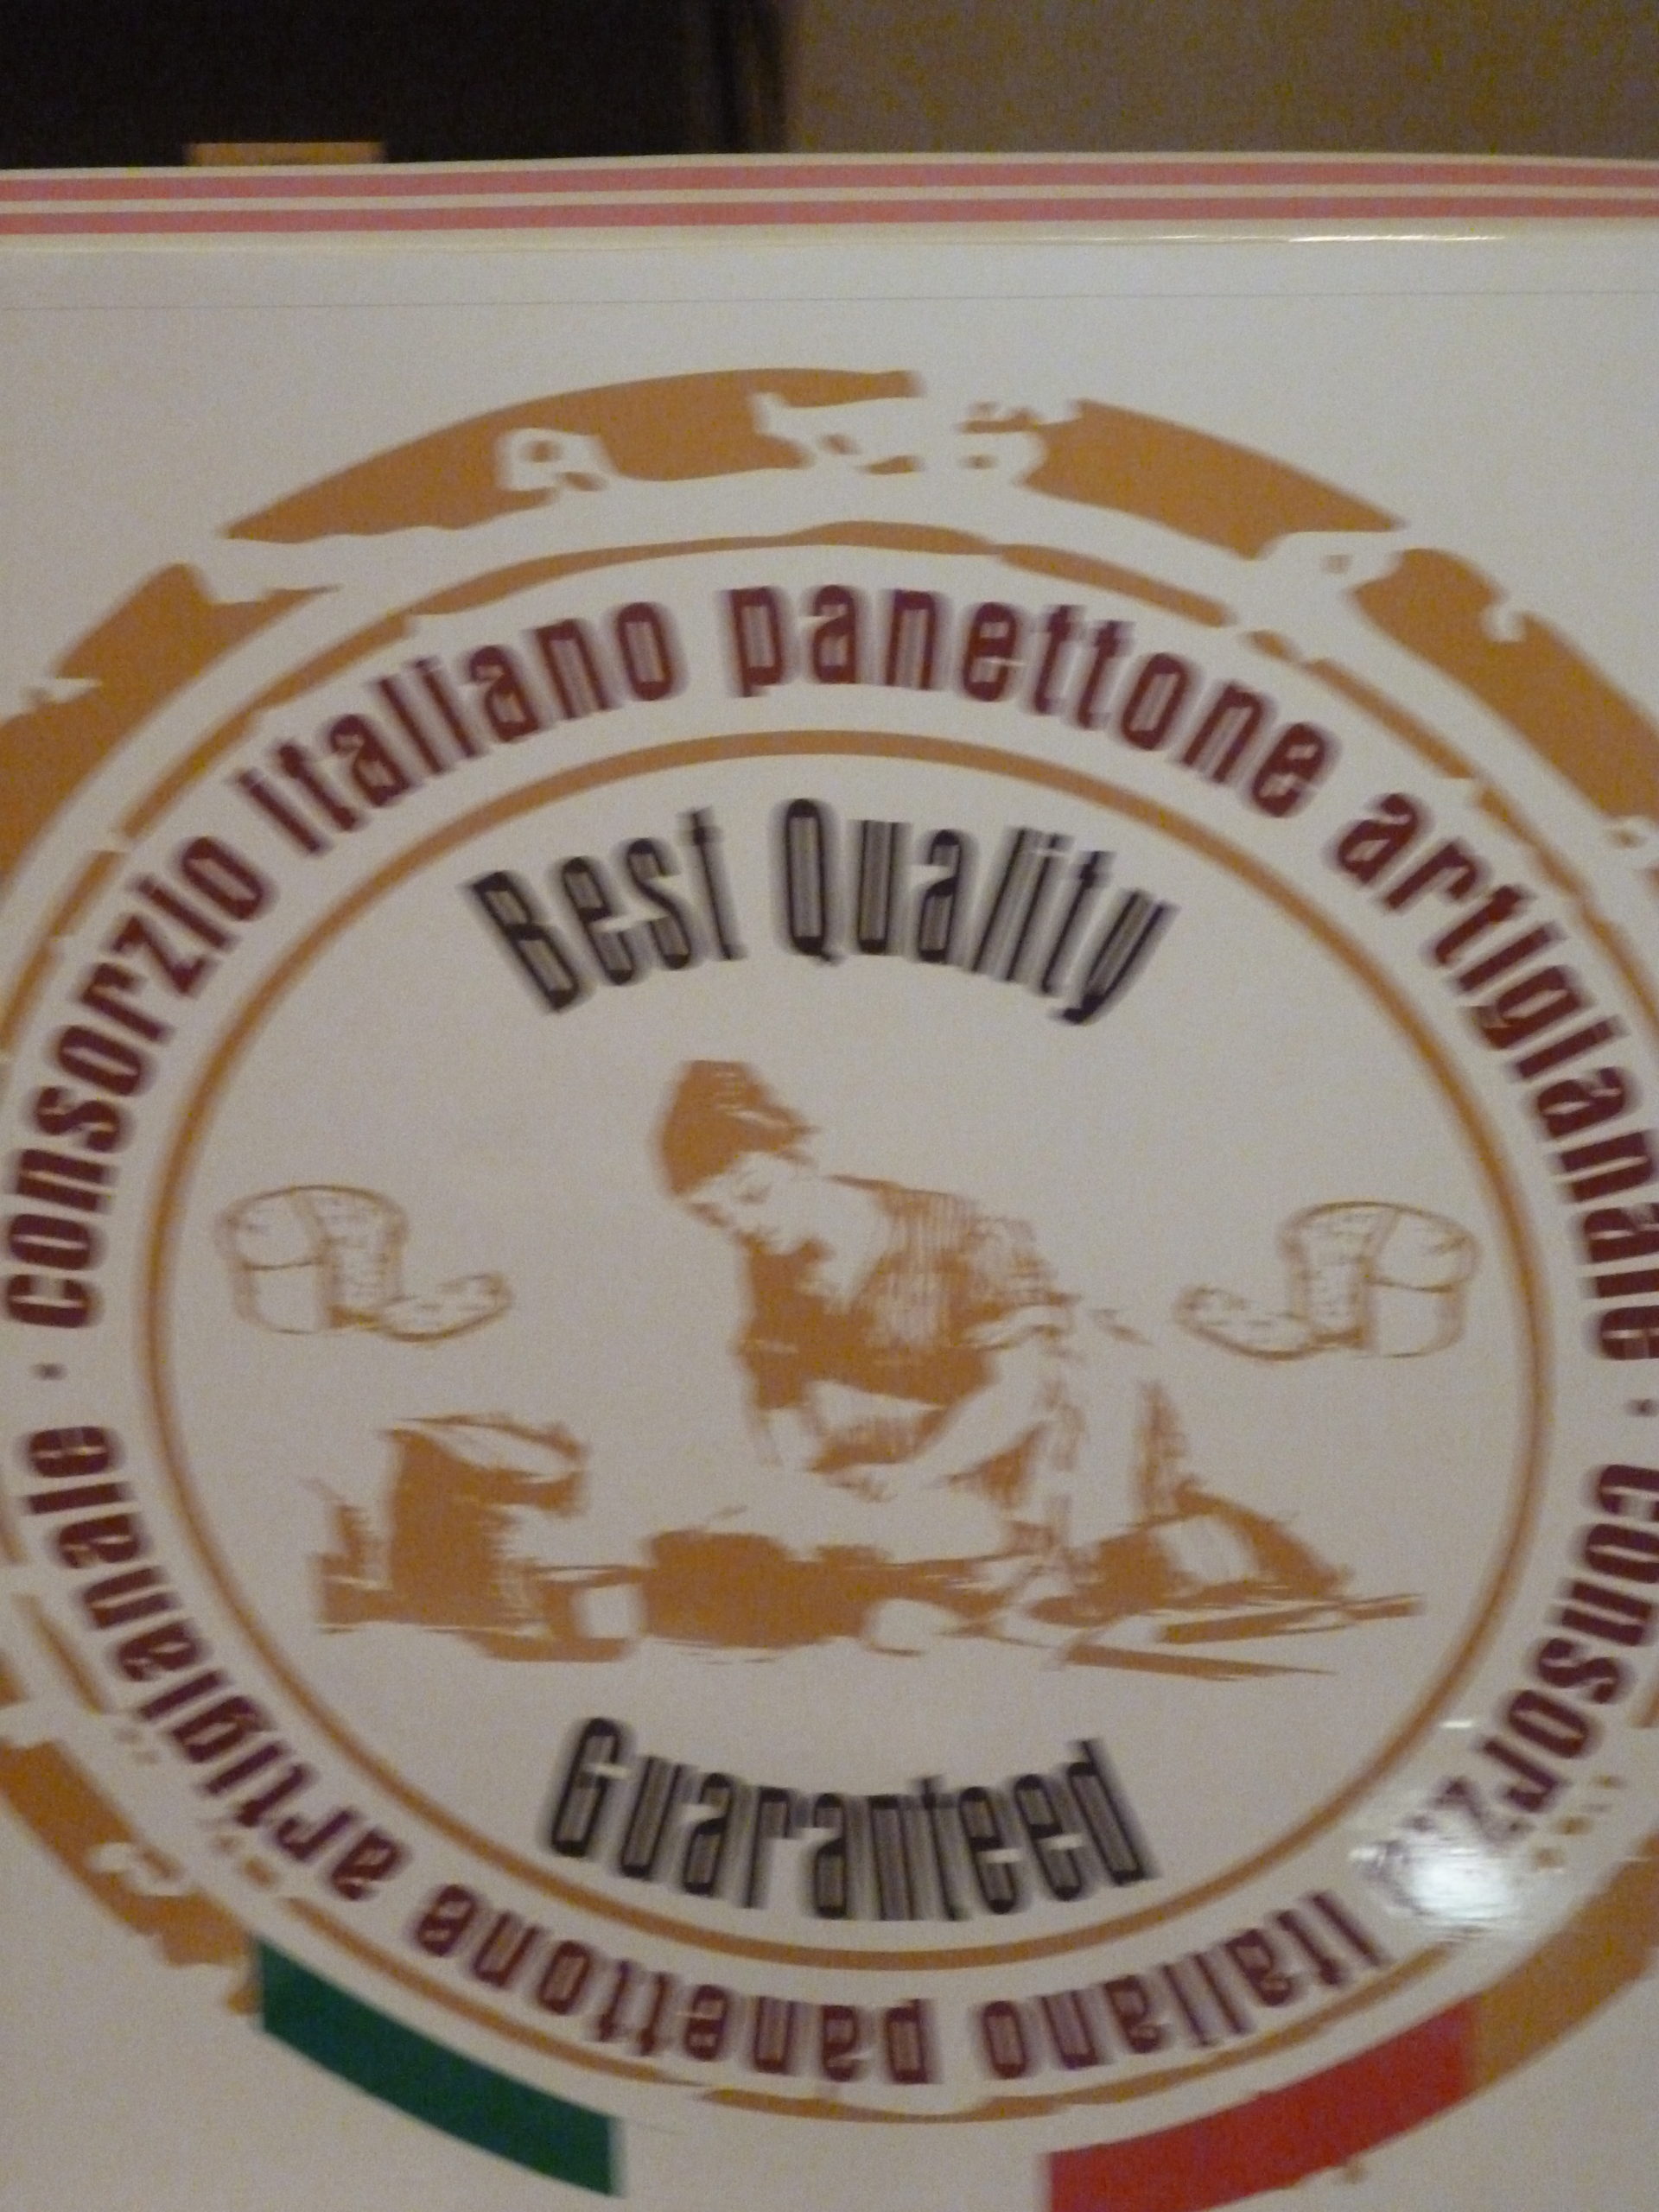 consorzio italiano panettone artigianale · consorzio italiano panettone artigianale ·
Best Quality
Guaranteed